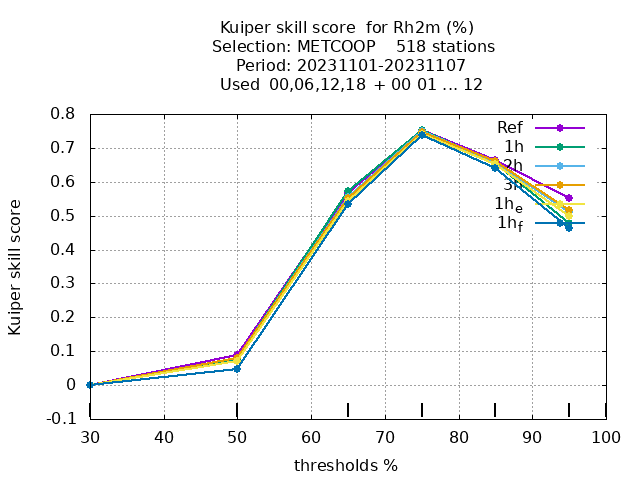 Kuiper skill score for Rh2m (%)
Selection: METCOOP 518 stations
Period: 20231101-20231107
Used 00,06,12,18 + 00 01 ... 12
Kuiper skill score
0.8
0.7
0.6
0.5
0.4
0.3
0.2
0.1
0
-0.1
Ref
1h
2h
3h
1he
1hf
30 40 50 60 70 80 90 100
thresholds %